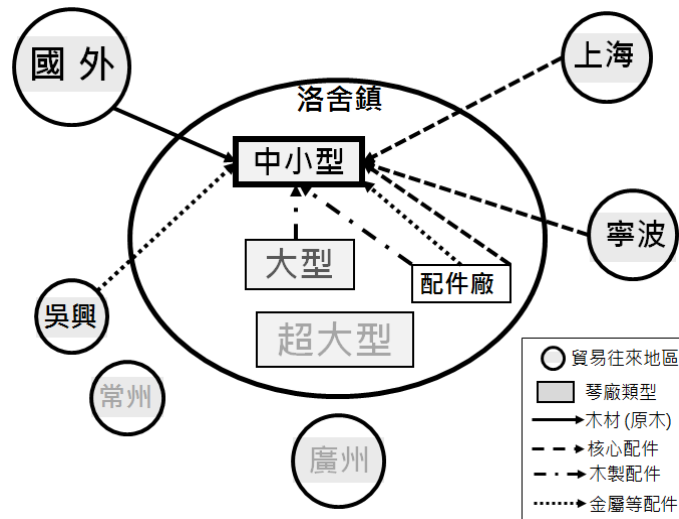 國 外
上海
洛舍鎮
中小型
寧波
大型
配件廠
吳興
超大型
常州
廣州
貿易往來地區
琴廠類型
木材(原木)
核心配件
木製配件
金屬等配件